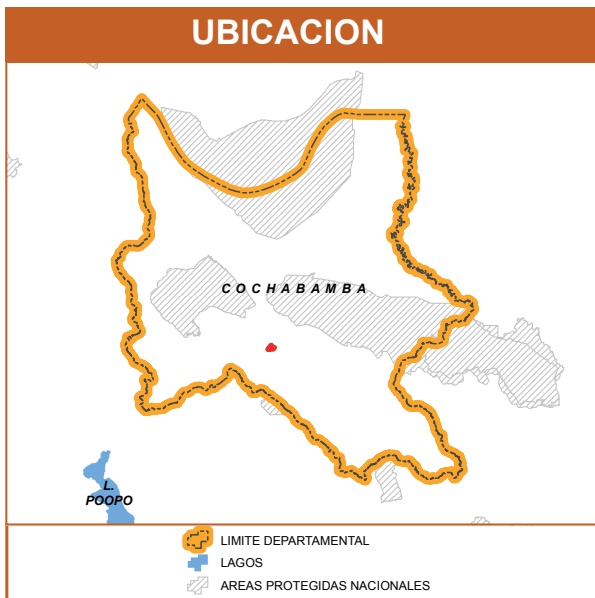 UBICACION
COCHABAMBA
L.
POOPO
LIMITE DEPARTAMENTAL
LAGOS
AREAS PROTEGIDAS NACIONALES